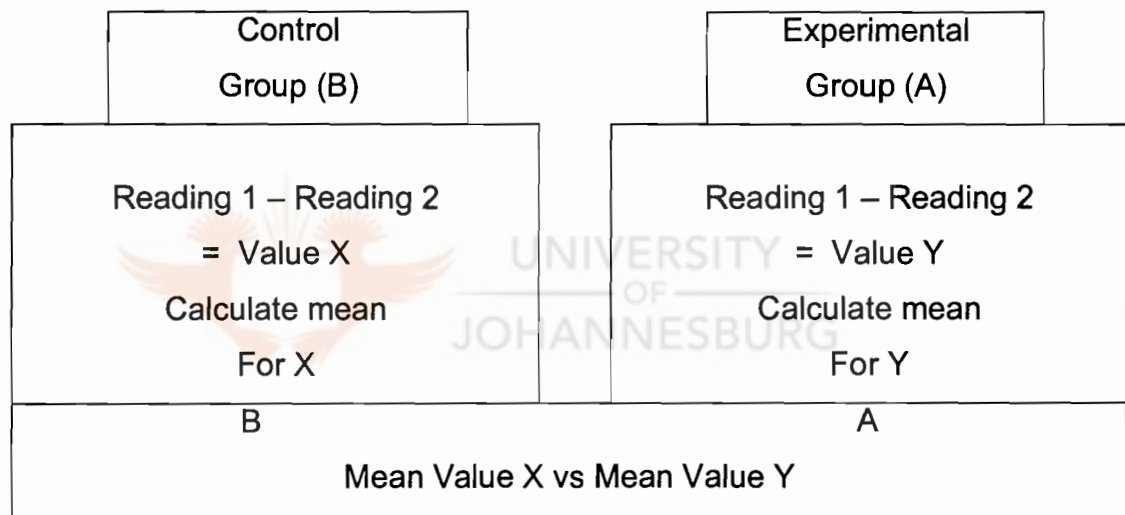 Control
Group (B)
Reading 1 – Reading 2
= Value X
Calculate mean
For X
B
Experimental
Group (A)
Reading 1 – Reading 2
= Value Y
Calculate mean
For Y
A
Mean Value X vs Mean Value Y
UNIVERSITY
OF
JOHANNESBURG